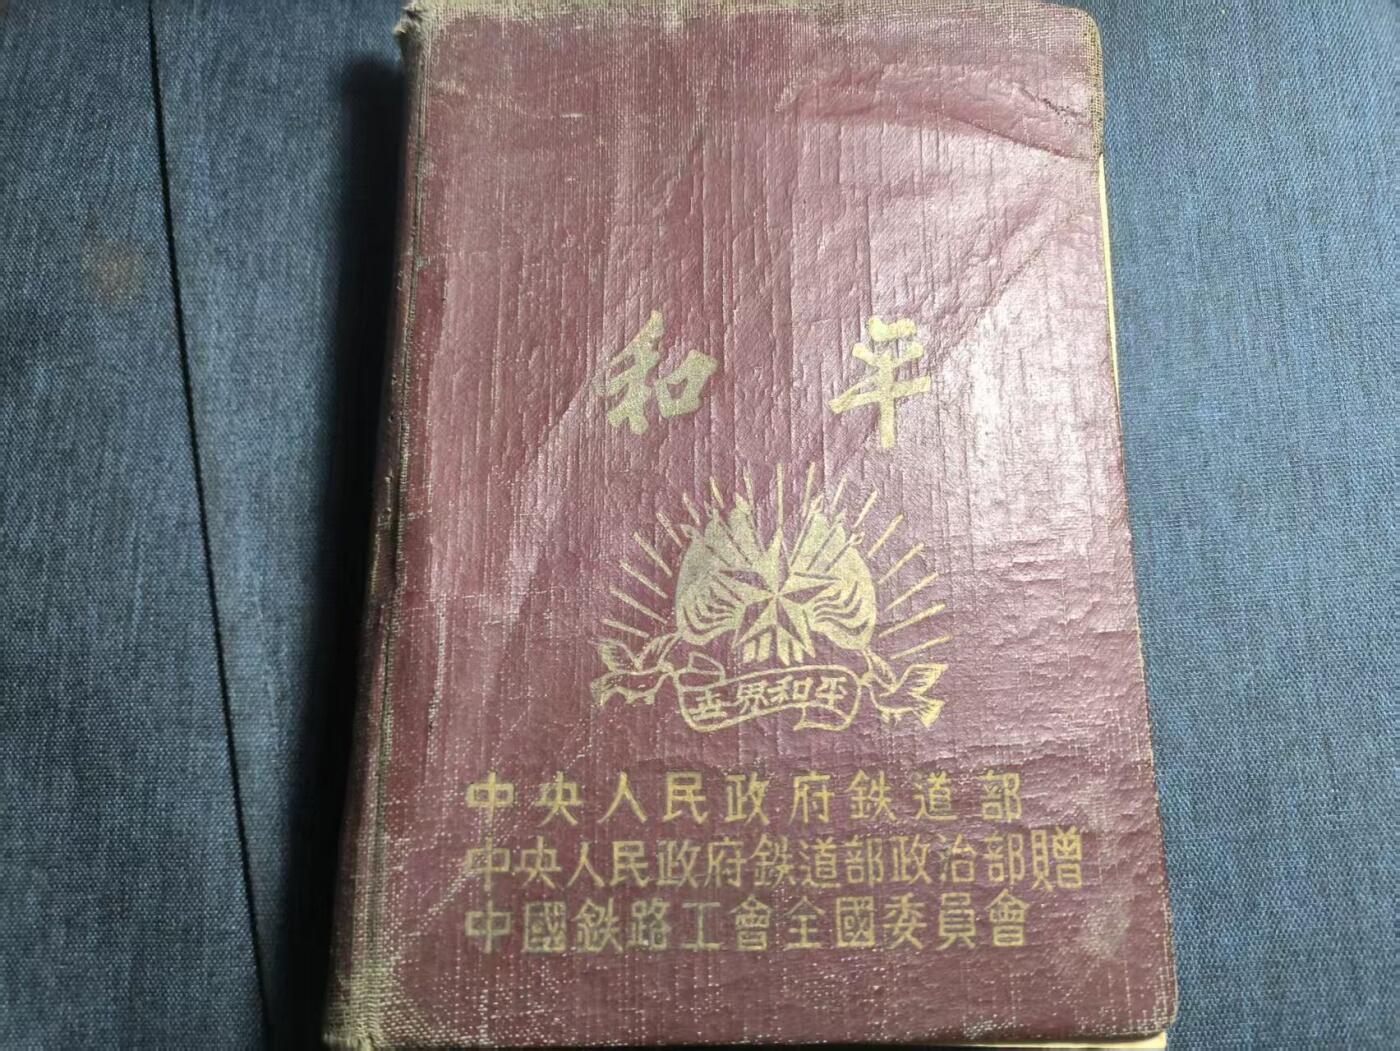 和平
世界和平
中央人民政府鉄道部
中央人民政府鉄道部政治部贈
中國鉄路工會全國委員會